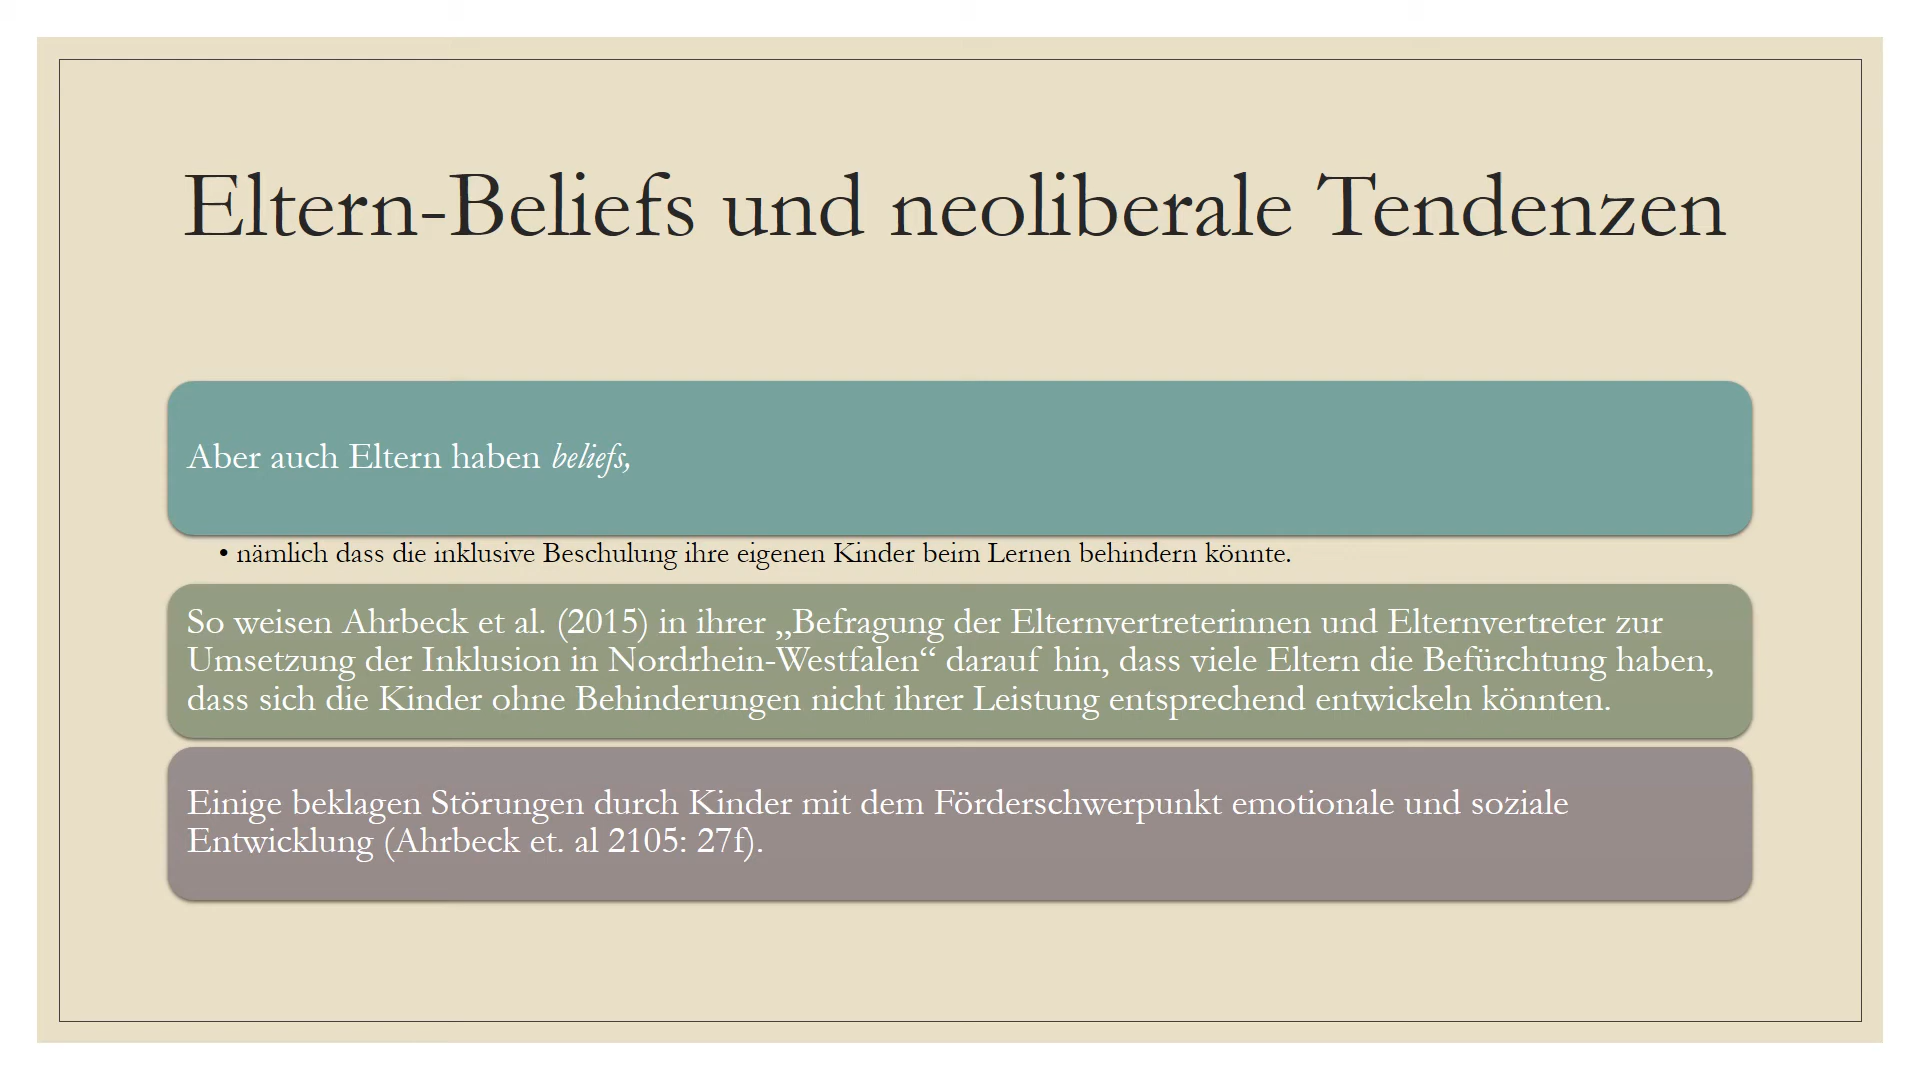 Eltern-Beliefs und neoliberale Tendenzen
Aber auch Eltern haben beliefs,
• nämlich dass die inklusive Beschulung ihre eigenen Kinder beim Lernen behindern könnte.
So weisen Ahrbeck et al. (2015) in ihrer „Befragung der Elternvertreterinnen und Elternvertreter zur
Umsetzung der Inklusion in Nordrhein-Westfalen“ darauf hin, dass viele Eltern die Befürchtung haben,
dass sich die Kinder ohne Behinderungen nicht ihrer Leistung entsprechend entwickeln könnten.
Einige beklagen Störungen durch Kinder mit dem Förderschwerpunkt emotionale und soziale
Entwicklung (Ahrbeck et. al 2105: 27f).